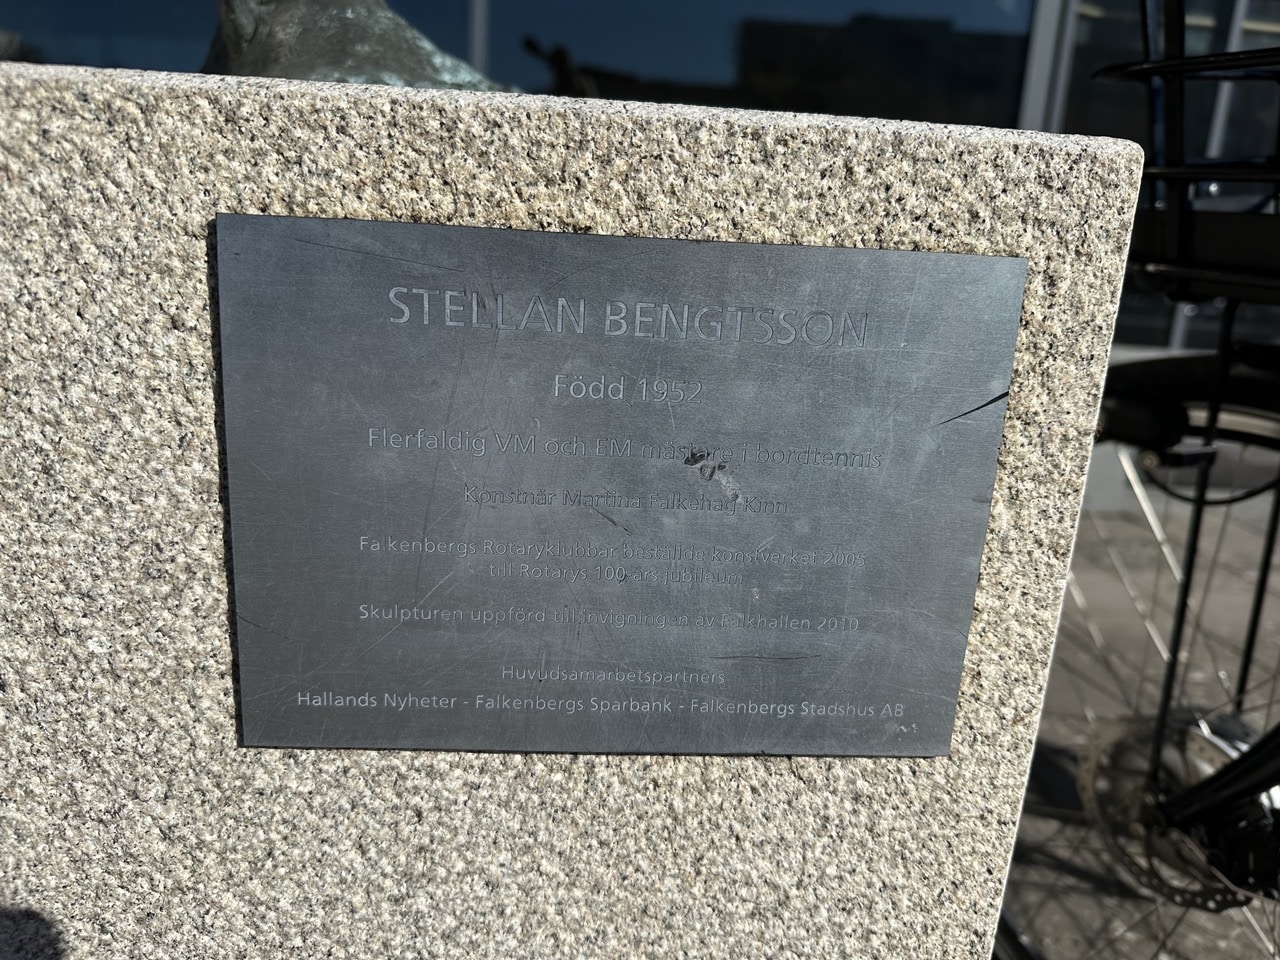 STELLAN BENGTSSON
Född 1952
Flerfaldig VM och EM mästare i bordtennis
Konstnär Martina Falkehag Kinn
Falkenbergs Rotaryklubbar beställde konstverket 2005
till Rotarys 100-års jubileum
Skulpturen uppförd till invigningen av Falkhallen 2010
Huvudsamarbetspartners
Hallands Nyheter - Falkenbergs Sparbank - Falkenbergs Stadshus AB